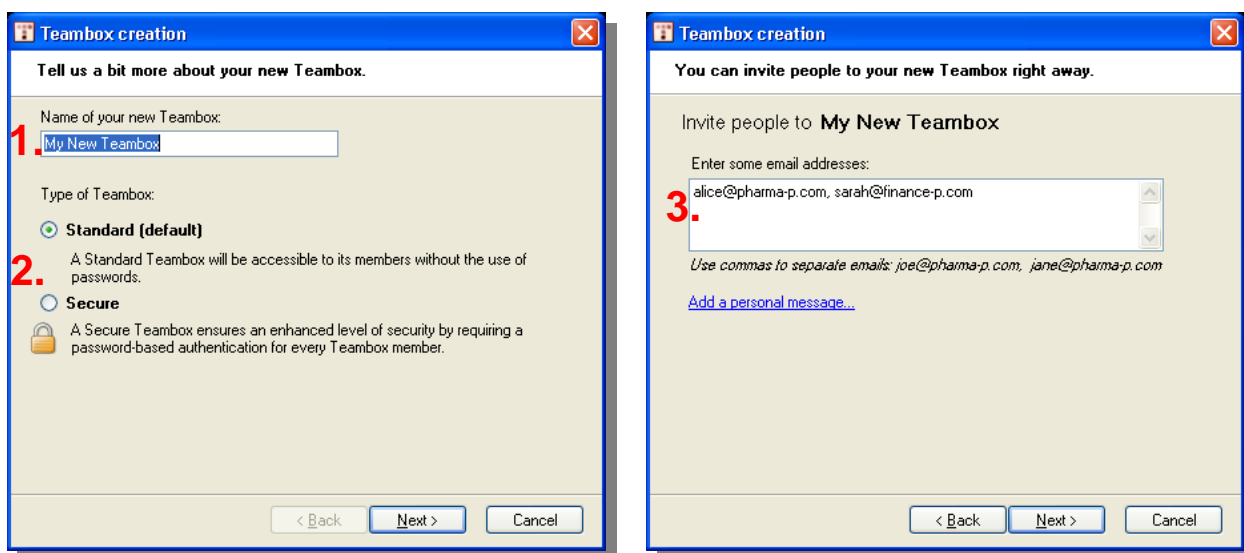 Teambox creation
Tell us a bit more about your new Teambox.
Name of your new Teambox:
1.
My New Teambox
Type of Teambox:
Standard (default)
2.
A Standard Teambox will be accessible to its members without the use of
passwords.
Secure
A Secure Teambox ensures an enhanced level of security by requiring a
password-based authentication for every Teambox member.
< Back
Next >
Cancel
Teambox creation
You can invite people to your new Teambox right away.
Invite people to My New Teambox
Enter some email addresses:
alice@pharma-p.com, sarah@finance-p.com
3.
Use commas to separate emails: joe@pharma-p.com, jane@pharma-p.com
Add a personal message...
< Back
Next >
Cancel